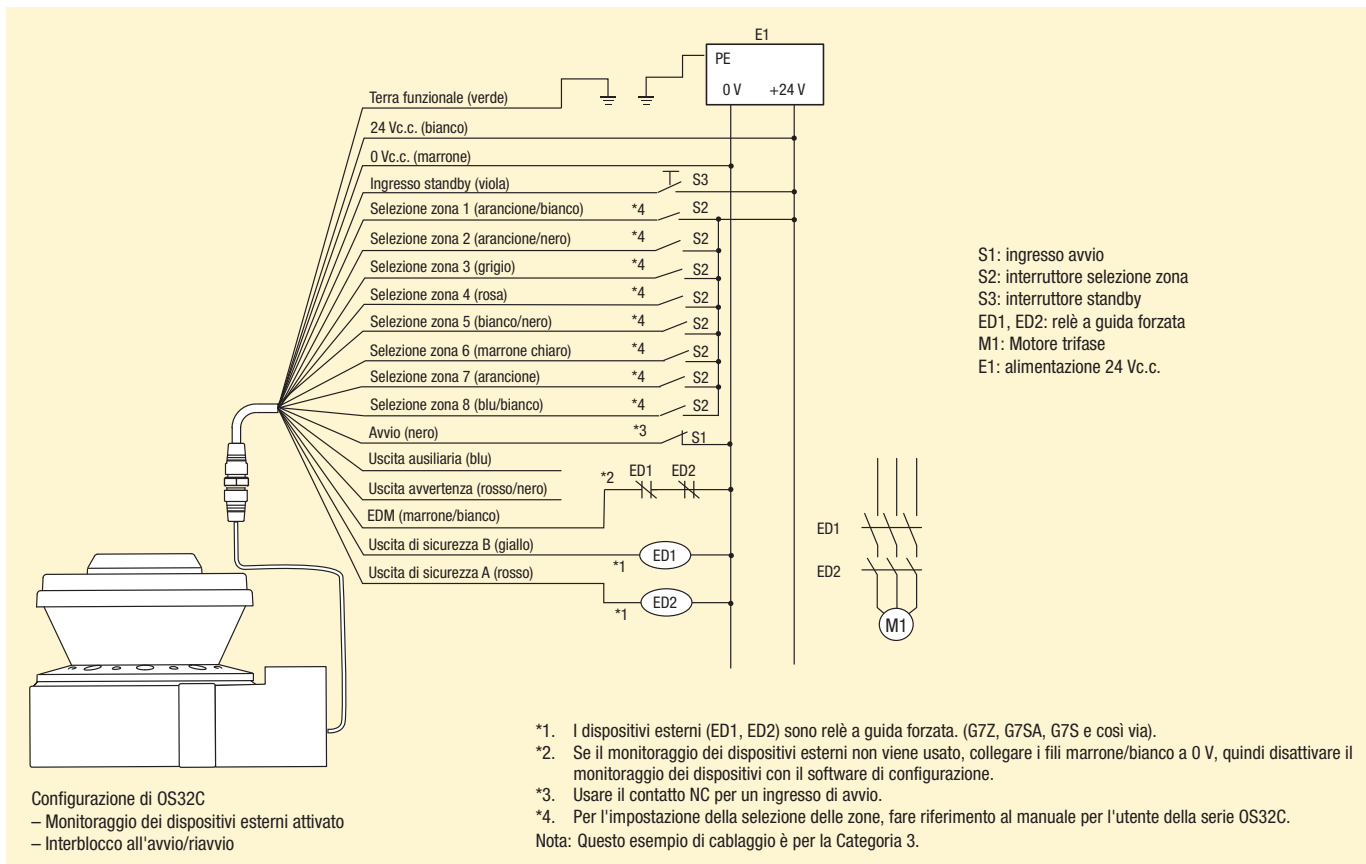 E1
PE
0 V +24 V
Terra funzionale (verde)
24 Vc.c. (bianco)
0 Vc.c. (marrone)
Ingresso standby (viola) S3
Selezione zona 1 (arancione/bianco) *4 S2
Selezione zona 2 (arancione/nero) *4 S2
Selezione zona 3 (grigio) *4 S2
Selezione zona 4 (rosa) *4 S2
Selezione zona 5 (bianco/nero) *4 S2
Selezione zona 6 (marrone chiaro) *4 S2
Selezione zona 7 (arancione) *4 S2
Selezione zona 8 (blu/bianco) *4 S2
Avvio (nero) *3 S1
Uscita ausiliaria (blu)
Uscita avvertenza (rosso/nero) *2 ED1 ED2
EDM (marrone/bianco)
Uscita di sicurezza B (giallo) *1 ED1
Uscita di sicurezza A (rosso) *1 ED2
S1: ingresso avvio
S2: interruttore selezione zona
S3: interruttore standby
ED1, ED2: relè a guida forzata
M1: Motore trifase
E1: alimentazione 24 Vc.c.
ED1
ED2
M1
Configurazione di OS32C
– Monitoraggio dei dispositivi esterni attivato
– Interblocco all'avvio/riavvio
*1. I dispositivi esterni (ED1, ED2) sono relè a guida forzata. (G7Z, G7SA, G7S e così via).
*2. Se il monitoraggio dei dispositivi esterni non viene usato, collegare i fili marrone/bianco a 0 V, quindi disattivare il
monitoraggio dei dispositivi con il software di configurazione.
*3. Usare il contatto NC per un ingresso di avvio.
*4. Per l'impostazione della selezione delle zone, fare riferimento al manuale per l'utente della serie OS32C.
Nota: Questo esempio di cablaggio è per la Categoria 3.